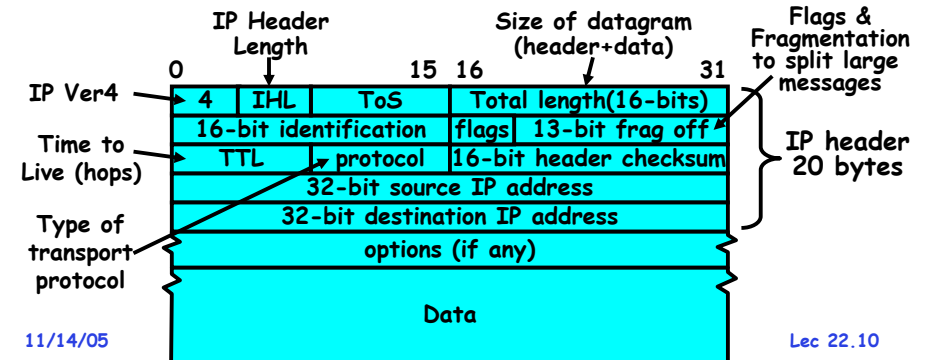 IP Header
Length
Size of datagram
(header+data)
Flags &
Fragmentation
to split large
messages
0 15 16 31
IP Ver4
4 IHL ToS Total length(16-bits)
16-bit identification flags 13-bit frag off
Time to
Live (hops)
TTL protocol 16-bit header checksum
IP header
20 bytes
32-bit source IP address
32-bit destination IP address
Type of
transport
protocol
options (if any)
Data
11/14/05
Lec 22.10